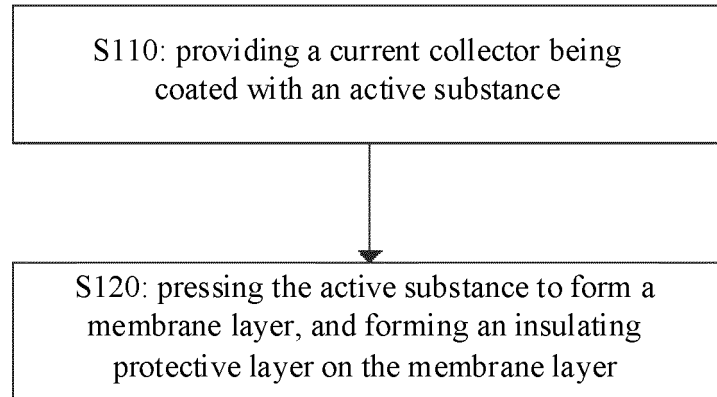 S110: providing a current collector being
coated with an active substance
S120: pressing the active substance to form a
membrane layer, and forming an insulating
protective layer on the membrane layer